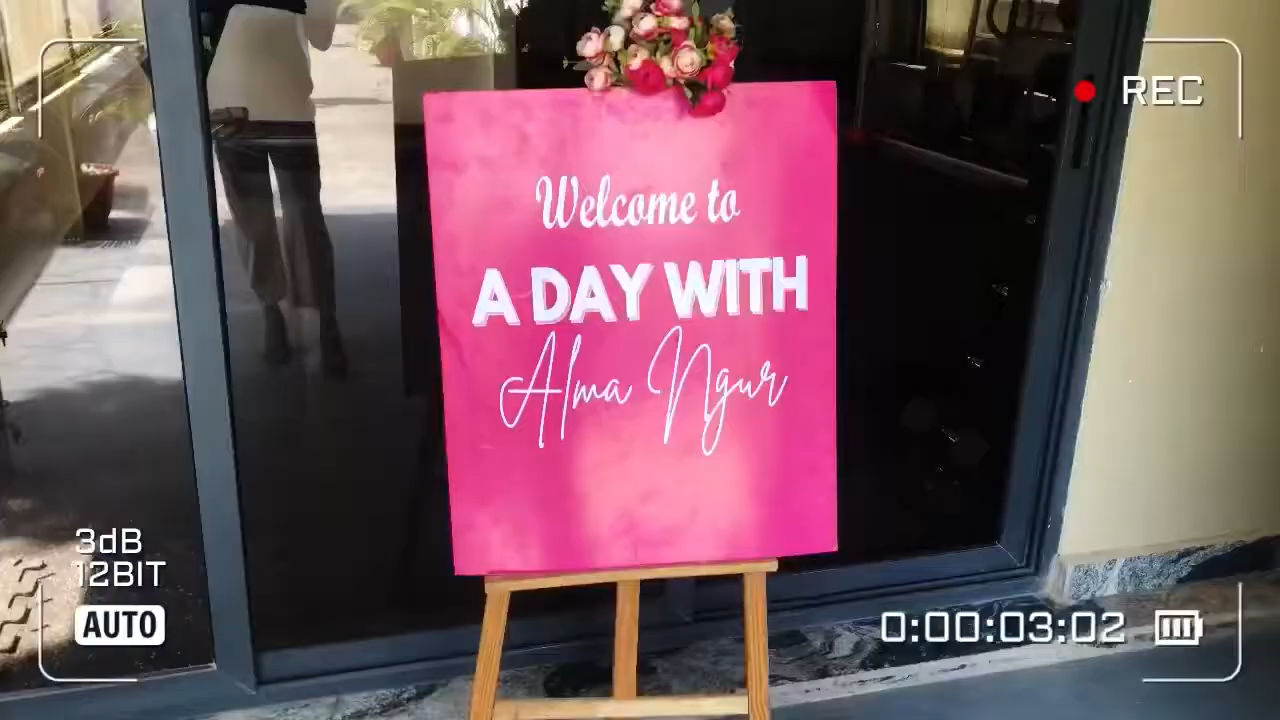 REC
Welcome to
A DAY WITH
Alma Ngur
3dB
12BIT
AUTO
0:00:03:02